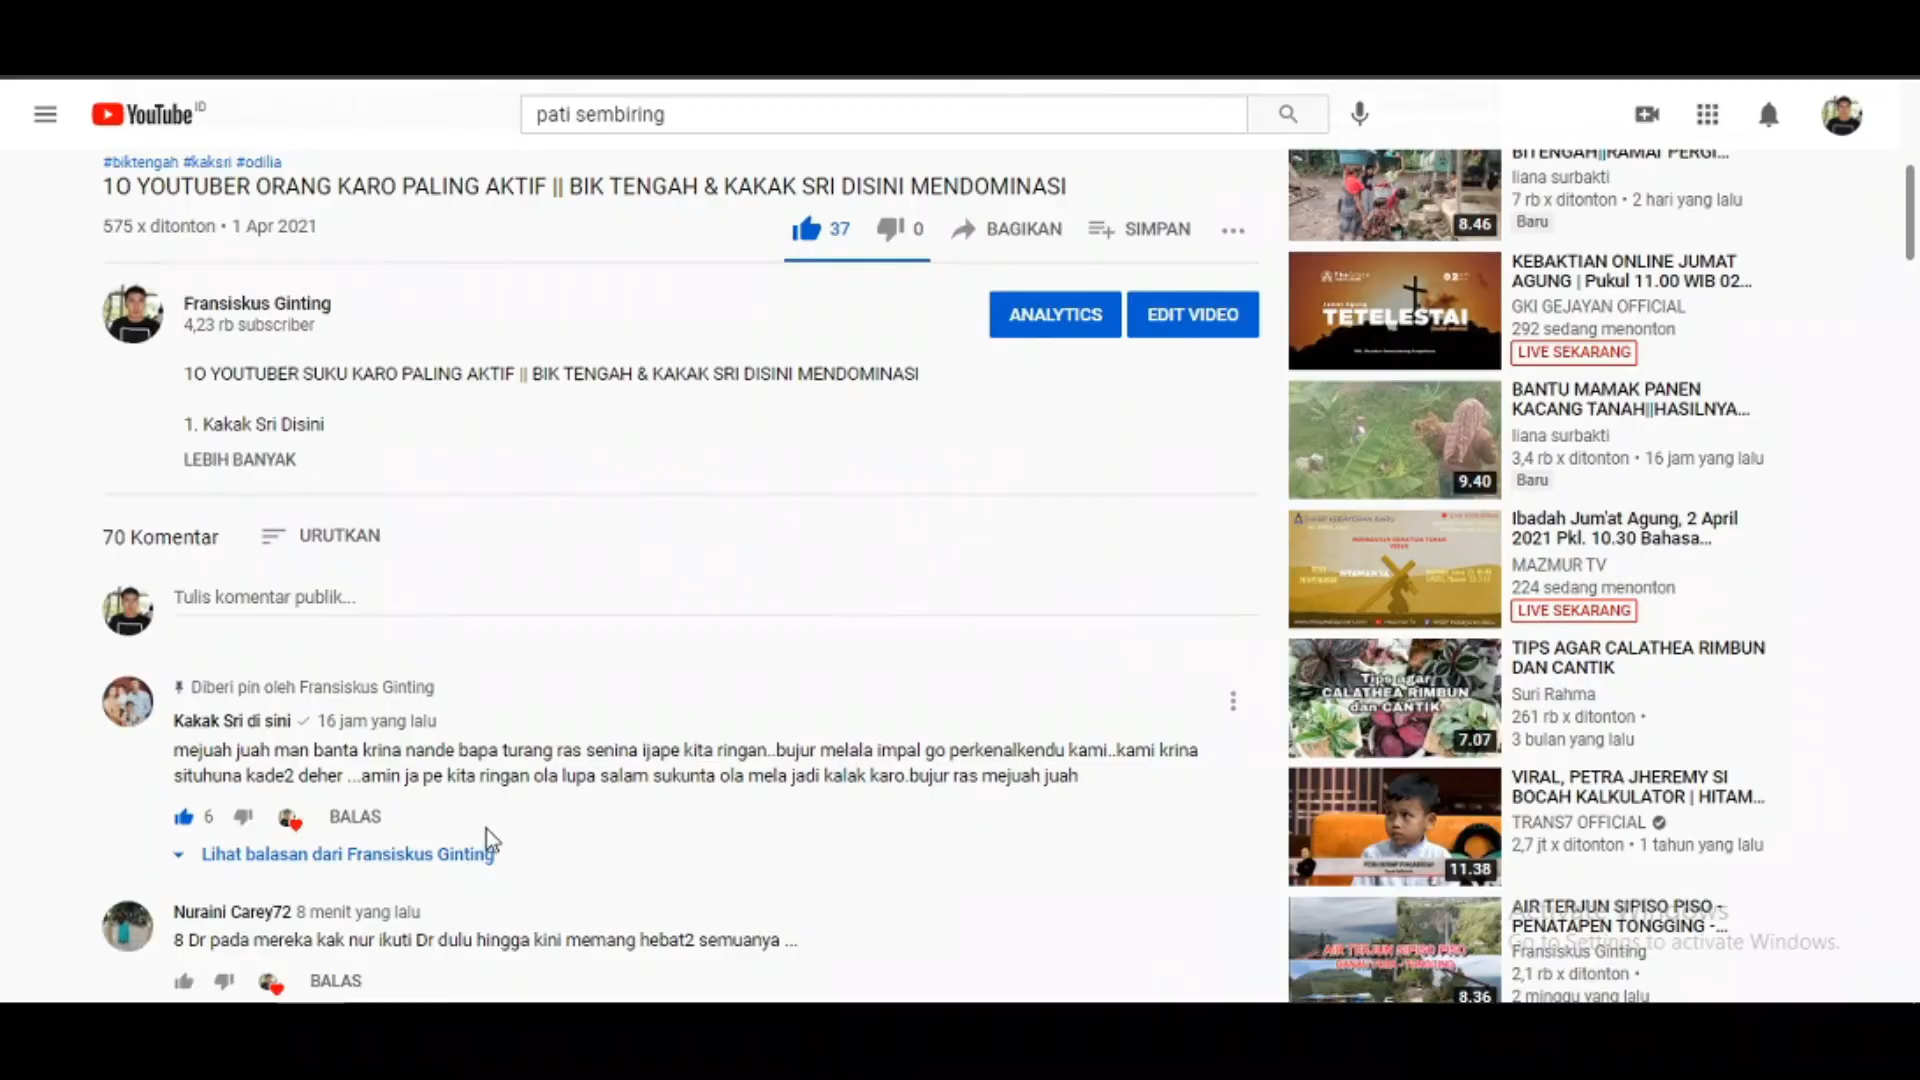 YouTube ID
pati sembiring
#biktengah #kaksri #odilia
1O YOUTUBER ORANG KARO PALING AKTIF || BIK TENGAH & KAKAK SRI DISINI MENDOMINASI
575 x ditonton • 1 Apr 2021
37
0
BAGIKAN
SIMPAN
Fransiskus Ginting
4,23 rb subscriber
ANALYTICS
EDIT VIDEO
1O YOUTUBER SUKU KARO PALING AKTIF || BIK TENGAH & KAKAK SRI DISINI MENDOMINASI
1. Kakak Sri Disini
LEBIH BANYAK
70 Komentar
URUTKAN
Tulis komentar publik...
Diberi pin oleh Fransiskus Ginting
Kakak Sri di sini 16 jam yang lalu
mejuah juah man banta krina nande bapa turang ras senina ijape kita ringan..bujur melala impal go perkenalkendu kami..kami krina
situhuna kade2 deher ...amin ja pe kita ringan ola lupa salam sukunta ola mela jadi kalak karo.bujur ras mejuah juah
6
BALAS
Lihat balasan dari Fransiskus Ginting
Nuraini Carey72 8 menit yang lalu
8 Dr pada mereka kak nur ikuti Dr dulu hingga kini memang hebat2 semuanya ...
BALAS
8.46
BITENGAH||RAMAI PERGI...
liana surbakti
7 rb x ditonton • 2 hari yang lalu
Baru
TETELESTAI
KEBAKTIAN ONLINE JUMAT
AGUNG | Pukul 11.00 WIB 02...
GKI GEJAYAN OFFICIAL
292 sedang menonton
LIVE SEKARANG
9.40
BANTU MAMAK PANEN
KACANG TANAH||HASILNYA...
liana surbakti
3,4 rb x ditonton • 16 jam yang lalu
Baru
Ibadah Jum'at Agung, 2 April
2021 Pkl. 10.30 Bahasa...
MAZMUR TV
224 sedang menonton
LIVE SEKARANG
Tips agar
CALATHEA RIMBUN
dan CANTIK
7.07
TIPS AGAR CALATHEA RIMBUN
DAN CANTIK
Suri Rahma
261 rb x ditonton •
3 bulan yang lalu
11.38
VIRAL, PETRA JHEREMY SI
BOCAH KALKULATOR | HITAM...
TRANS7 OFFICIAL
2,7 jt x ditonton • 1 tahun yang lalu
AIR TERJUN SIPISO PISO
8.36
AIR TERJUN SIPISO PISO -
PENATAPEN TONGGING -...
Fransiskus Ginting
2,1 rb x ditonton •
2 minggu yang lalu
Activate Windows
Go to Settings to activate Windows.